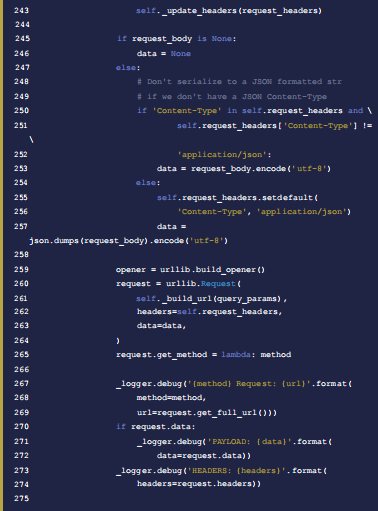 243 self._update_headers(request_headers)
244
245 if request_body is None:
246 data = None
247 else:
248 # Don't serialize to a JSON formatted str
249 # if we don't have a JSON Content-Type
250 if 'Content-Type' in self.request_headers and \
251 self.request_headers['Content-Type'] !=
\
252 'application/json':
253 data = request_body.encode('utf-8')
254 else:
255 self.request_headers.setdefault(
256 'Content-Type', 'application/json')
257 data =
json.dumps(request_body).encode('utf-8')
258
259 opener = urllib.build_opener()
260 request = urllib.Request(
261 self._build_url(query_params),
262 headers=self.request_headers,
263 data=data,
264 )
265 request.get_method = lambda: method
266
267 _logger.debug('{method} Request: {url}'.format(
268 method=method,
269 url=request.get_full_url()))
270 if request.data:
271 _logger.debug('PAYLOAD: {data}'.format(
272 data=request.data))
273 _logger.debug('HEADERS: {headers}'.format(
274 headers=request.headers))
275